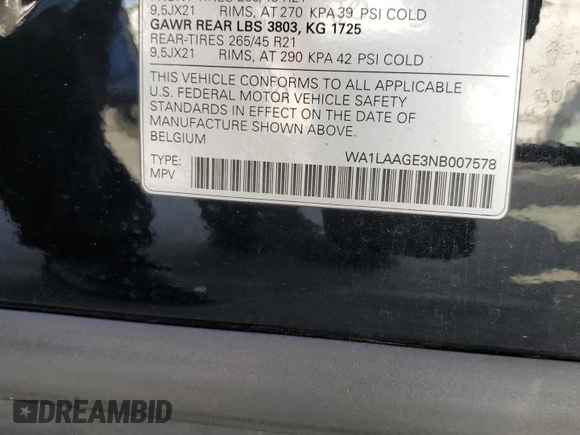 9,5JX21 RIMS, AT 270 KPA 39 PSI COLD
GAWR REAR LBS 3803, KG 1725
REAR-TIRES 265/45 R21
9,5JX21 RIMS, AT 290 KPA 42 PSI COLD
THIS VEHICLE CONFORMS TO ALL APPLICABLE
U.S. FEDERAL MOTOR VEHICLE SAFETY
STANDARDS IN EFFECT ON THE DATE OF
MANUFACTURE SHOWN ABOVE.
BELGIUM
WA1LAAGE3NB007578
TYPE:
MPV
DREAMBID